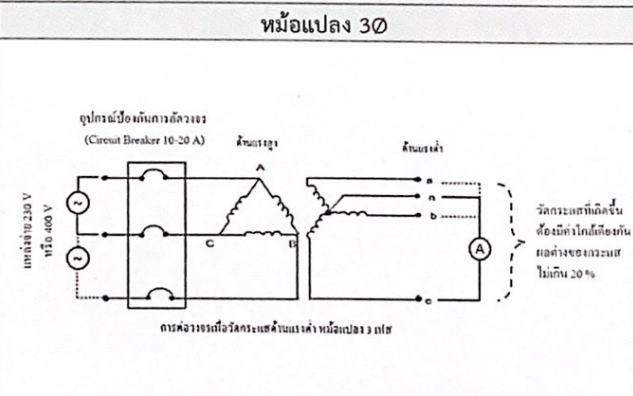 หม้อแปลง 3Ø
อุปกรณ์ป้องกันการลัดวงจร
(Circuit Breaker 10-20 A)
ด้านแรงสูง
ด้านแรงต่ำ
แหล่งจ่าย 230 V
หรือ 400 V
A
C
B
a
n
b
c
A
วัดกระแสที่เกิดขึ้น
ต้องมีค่าใกล้เคียงกัน
ผลต่างของกระแส
ไม่เกิน 20 %
การต่อวงจรเพื่อวัดกระแสด้านแรงต่ำ หม้อแปลง 3 เฟส